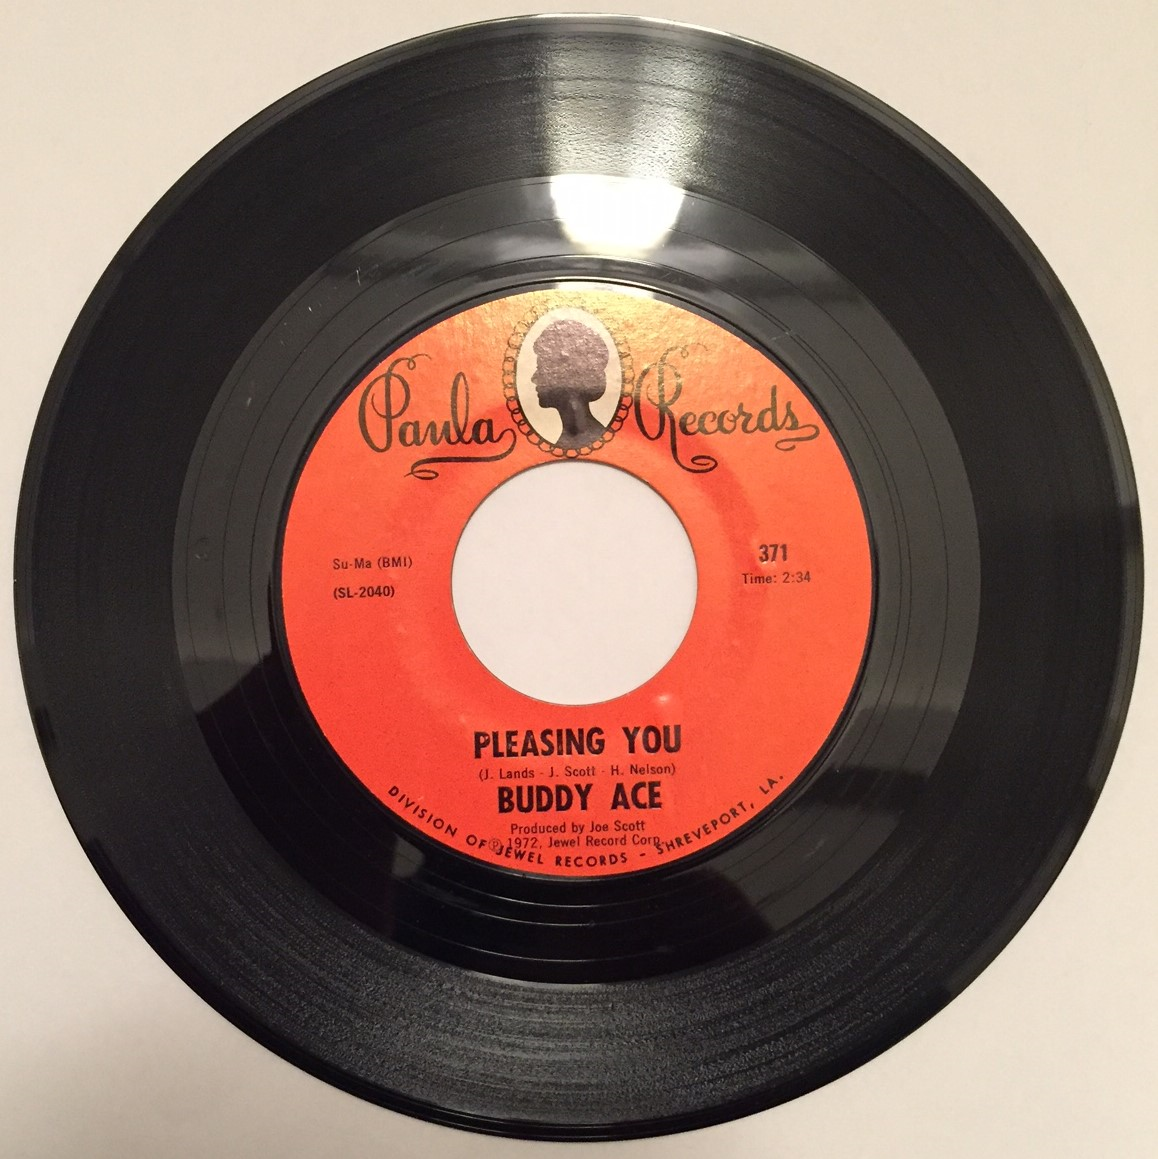 Paula Records
Su-Ma (BMI)
(SL-2040)
371
Time: 2:34
PLEASING YOU
(J. Lands - J. Scott - H. Nelson)
BUDDY ACE
Produced by Joe Scott
℗ 1972, Jewel Record Corp.
DIVISION OF JEWEL RECORDS - SHREVEPORT, LA.